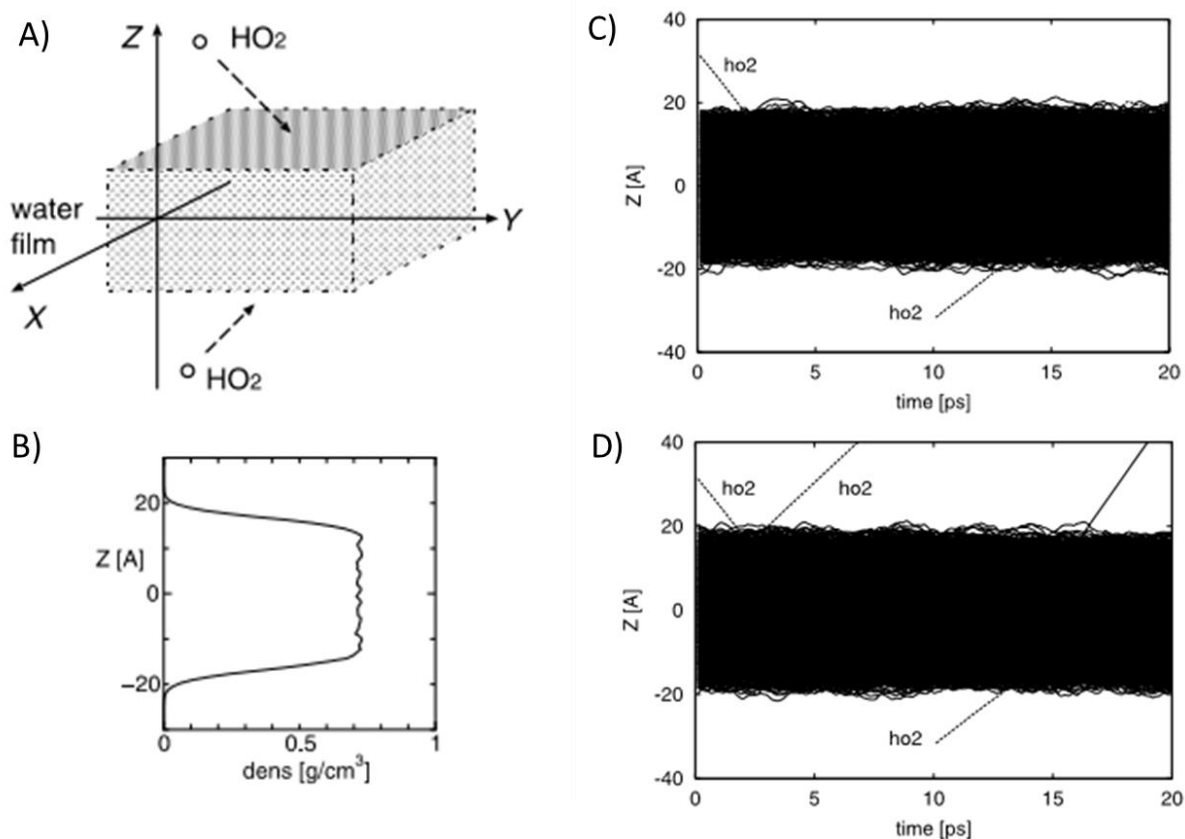 A)
Z
HO₂
water
film
Y
X
HO₂
B)
20
Z [A]
0
−20
0
0.5
1
dens [g/cm³]
C)
40
ho2
20
Z [A]
0
-20
ho2
-40
0
5
10
15
20
time [ps]
D)
40
ho2
ho2
20
Z [A]
0
-20
ho2
-40
0
5
10
15
20
time [ps]